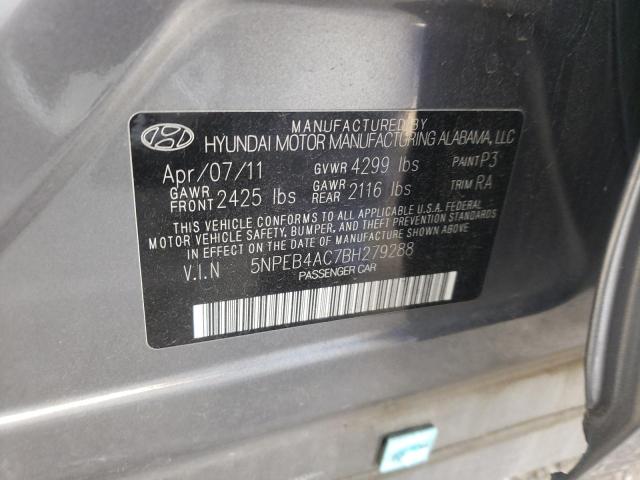 MANUFACTURED BY
HYUNDAI MOTOR MANUFACTURING ALABAMA, LLC
Apr/07/11 GVWR 4299 lbs PAINT P3
GAWR FRONT 2425 lbs GAWR REAR 2116 lbs TRIM RA
THIS VEHICLE CONFORMS TO ALL APPLICABLE U.S.A. FEDERAL
MOTOR VEHICLE SAFETY, BUMPER, AND THEFT PREVENTION STANDARDS
IN EFFECT ON THE DATE OF MANUFACTURE SHOWN ABOVE.
V.I.N 5NPEB4AC7BH279288
PASSENGER CAR